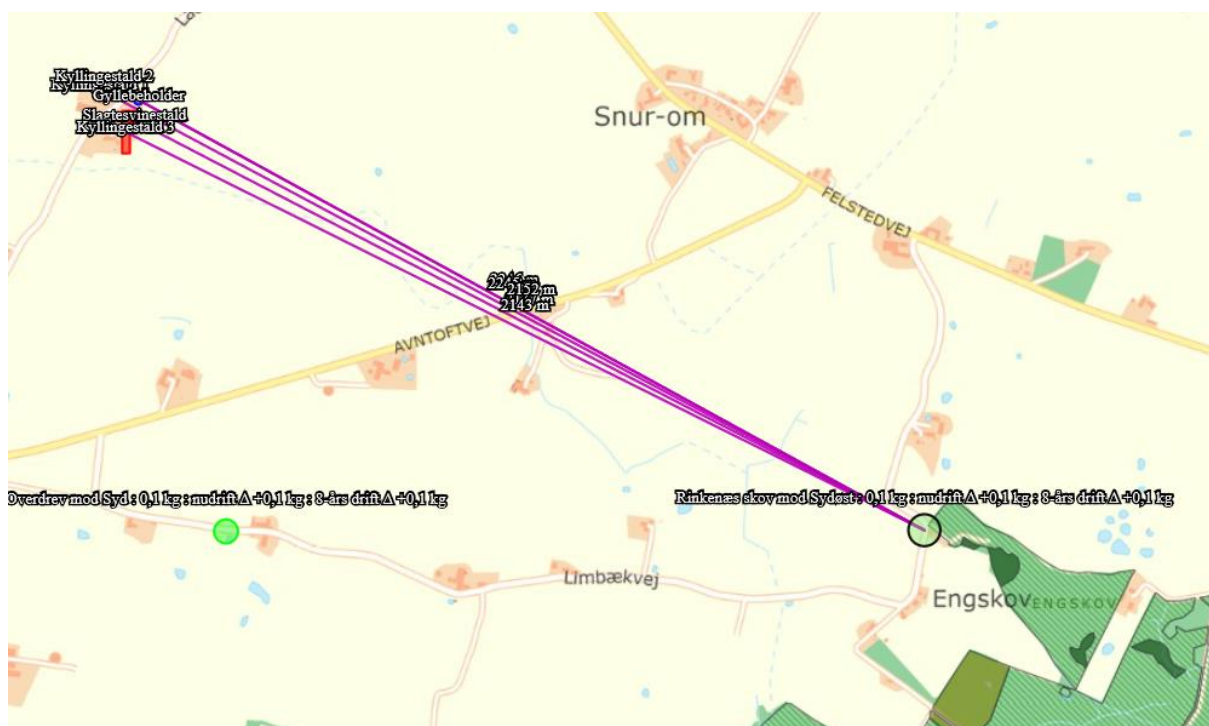 Kyllingestald 2
Gyllebeholder
Slagtesvinestald
Kyllingestald 3
Snur-om
FELSTEDVEJ
2152 m
2143 m
AVNTOFTVEJ
Overdrev mod Syd : 0,1 kg : nudrift Δ +0,1 kg : 8-års drift Δ +0,1 kg
Rinkenæs skov mod Sydøst : 0,1 kg : nudrift Δ +0,1 kg : 8-års drift Δ +0,1 kg
Limbækvej
Engskov
ENGSKOV